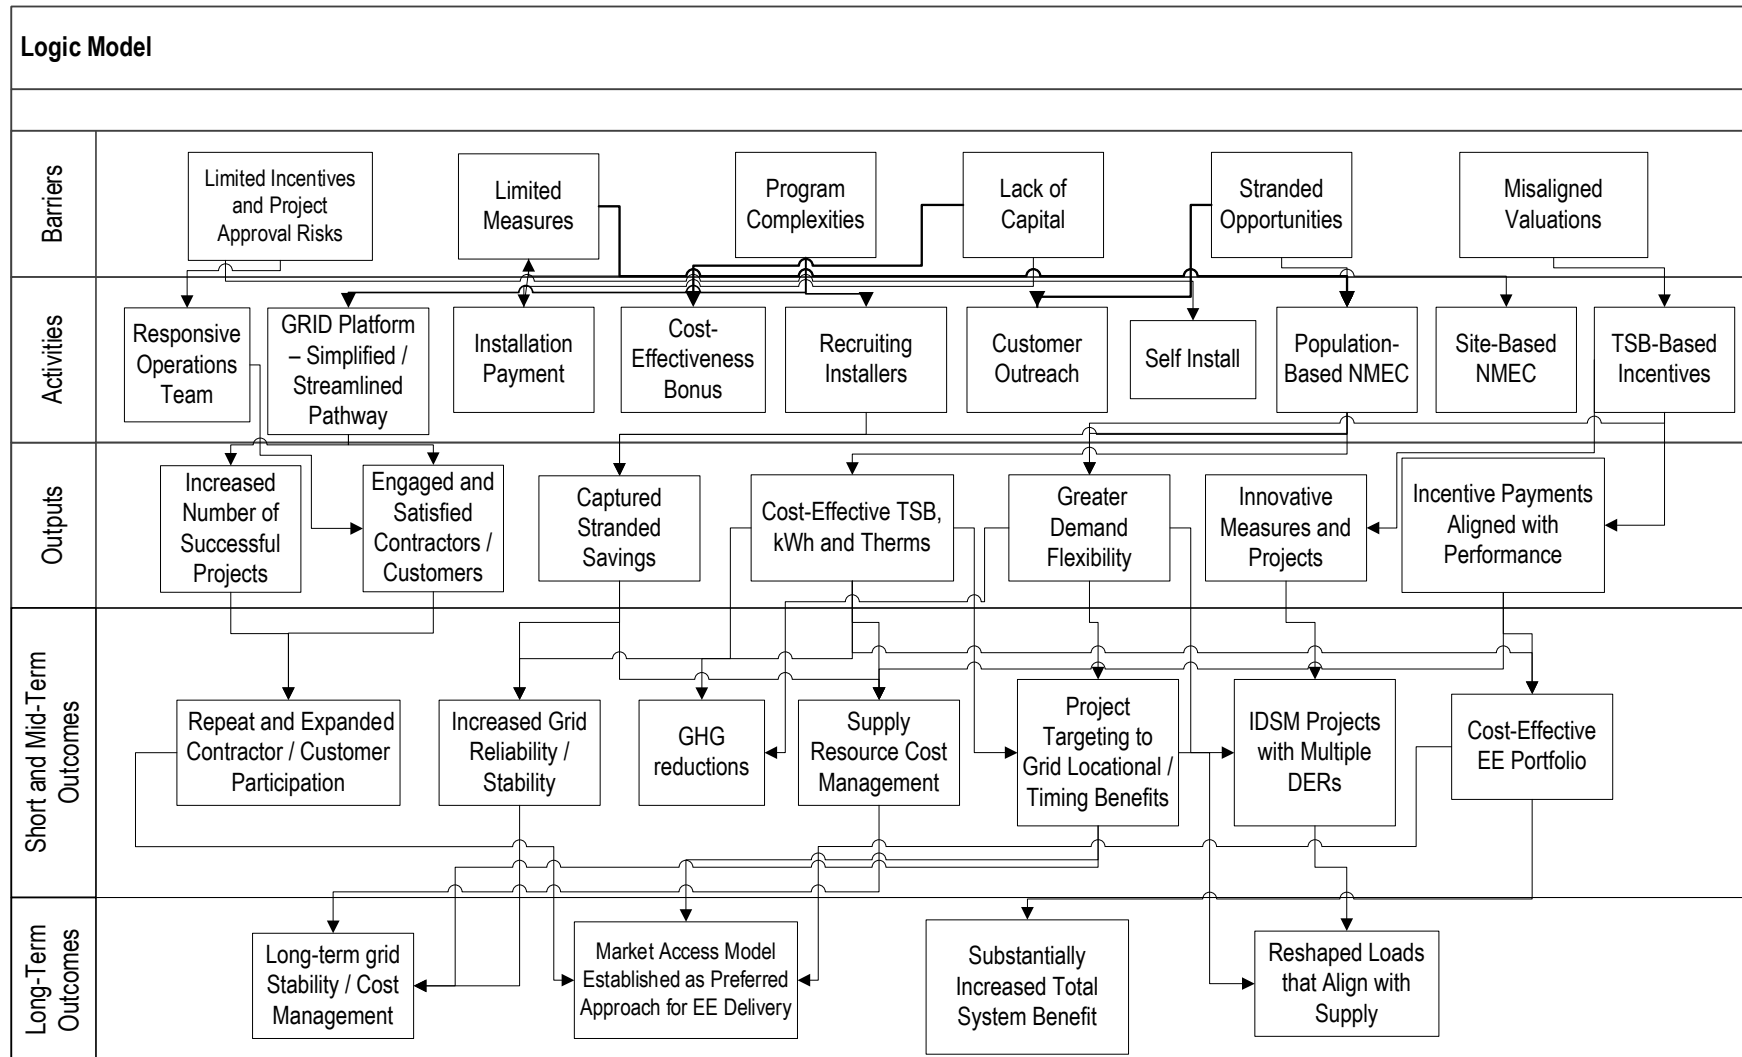 Logic Model
Barriers
Limited Incentives
and Project
Approval Risks
Limited
Measures
Program
Complexities
Lack of
Capital
Stranded
Opportunities
Misaligned
Valuations
Activities
Responsive
Operations
Team
GRID Platform
– Simplified /
Streamlined
Pathway
Installation
Payment
Cost-
Effectiveness
Bonus
Recruiting
Installers
Customer
Outreach
Self Install
Population-
Based NMEC
Site-Based
NMEC
TSB-Based
Incentives
Outputs
Increased
Number of
Successful
Projects
Engaged and
Satisfied
Contractors /
Customers
Captured
Stranded
Savings
Cost-Effective TSB,
kWh and Therms
Greater
Demand
Flexibility
Innovative
Measures and
Projects
Incentive Payments
Aligned with
Performance
Short and Mid-Term
Outcomes
Repeat and Expanded
Contractor / Customer
Participation
Increased Grid
Reliability /
Stability
GHG
reductions
Supply
Resource Cost
Management
Project
Targeting to
Grid Locational /
Timing Benefits
IDSM Projects
with Multiple
DERs
Cost-Effective
EE Portfolio
Long-Term
Outcomes
Long-term grid
Stability / Cost
Management
Market Access Model
Established as Preferred
Approach for EE Delivery
Substantially
Increased Total
System Benefit
Reshaped Loads
that Align with
Supply